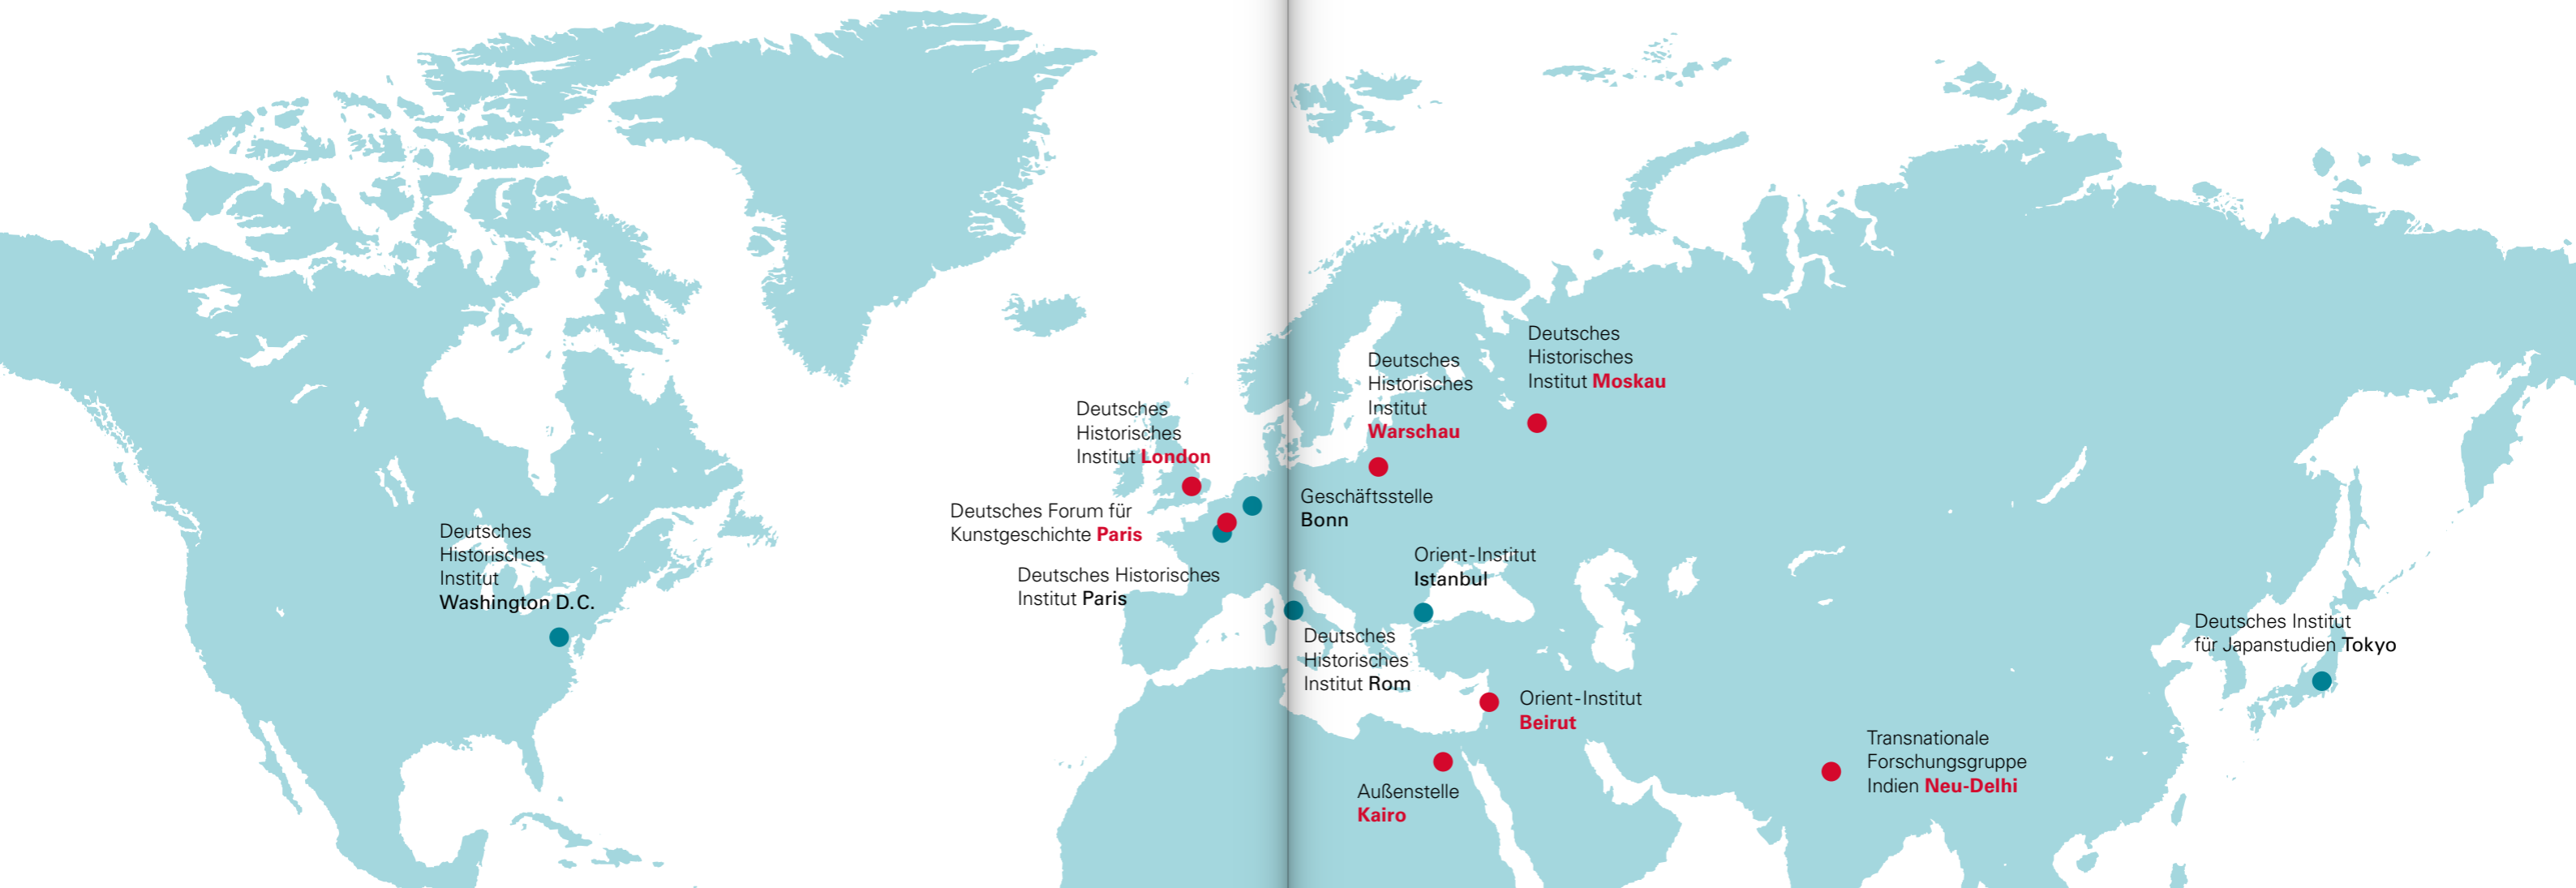 Deutsches
Historisches
Institut
Washington D.C.
Deutsches
Historisches
Institut London
Deutsches Forum für
Kunstgeschichte Paris
Deutsches Historisches
Institut Paris
Deutsches
Historisches
Institut
Warschau
Deutsches
Historisches
Institut Moskau
Geschäftsstelle
Bonn
Orient-Institut
Istanbul
Deutsches
Historisches
Institut Rom
Orient-Institut
Beirut
Außenstelle
Kairo
Transnationale
Forschungsgruppe
Indien Neu-Delhi
Deutsches Institut
für Japanstudien Tokyo